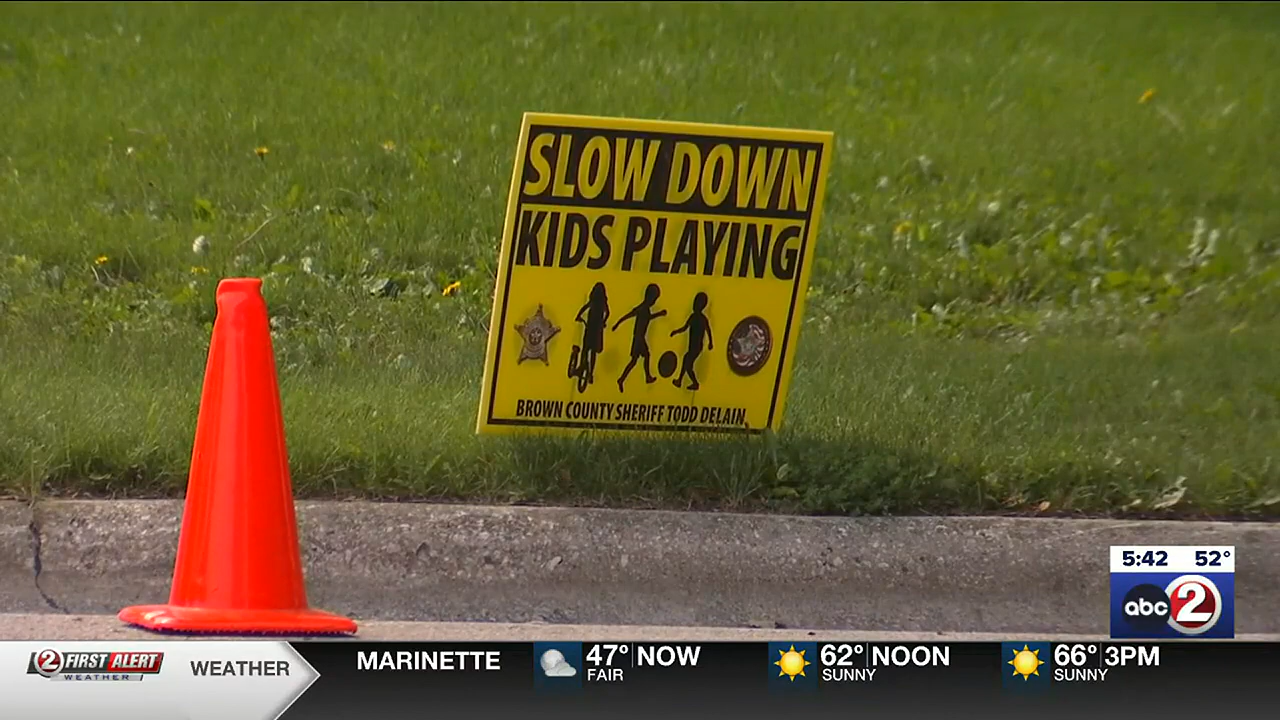 SLOW DOWN
KIDS PLAYING
BROWN COUNTY SHERIFF TODD DELAIN
5:42 52°
abc 2
2 FIRST ALERT
WEATHER
WEATHER
MARINETTE
47° NOW
FAIR
62° NOON
SUNNY
66° 3PM
SUNNY